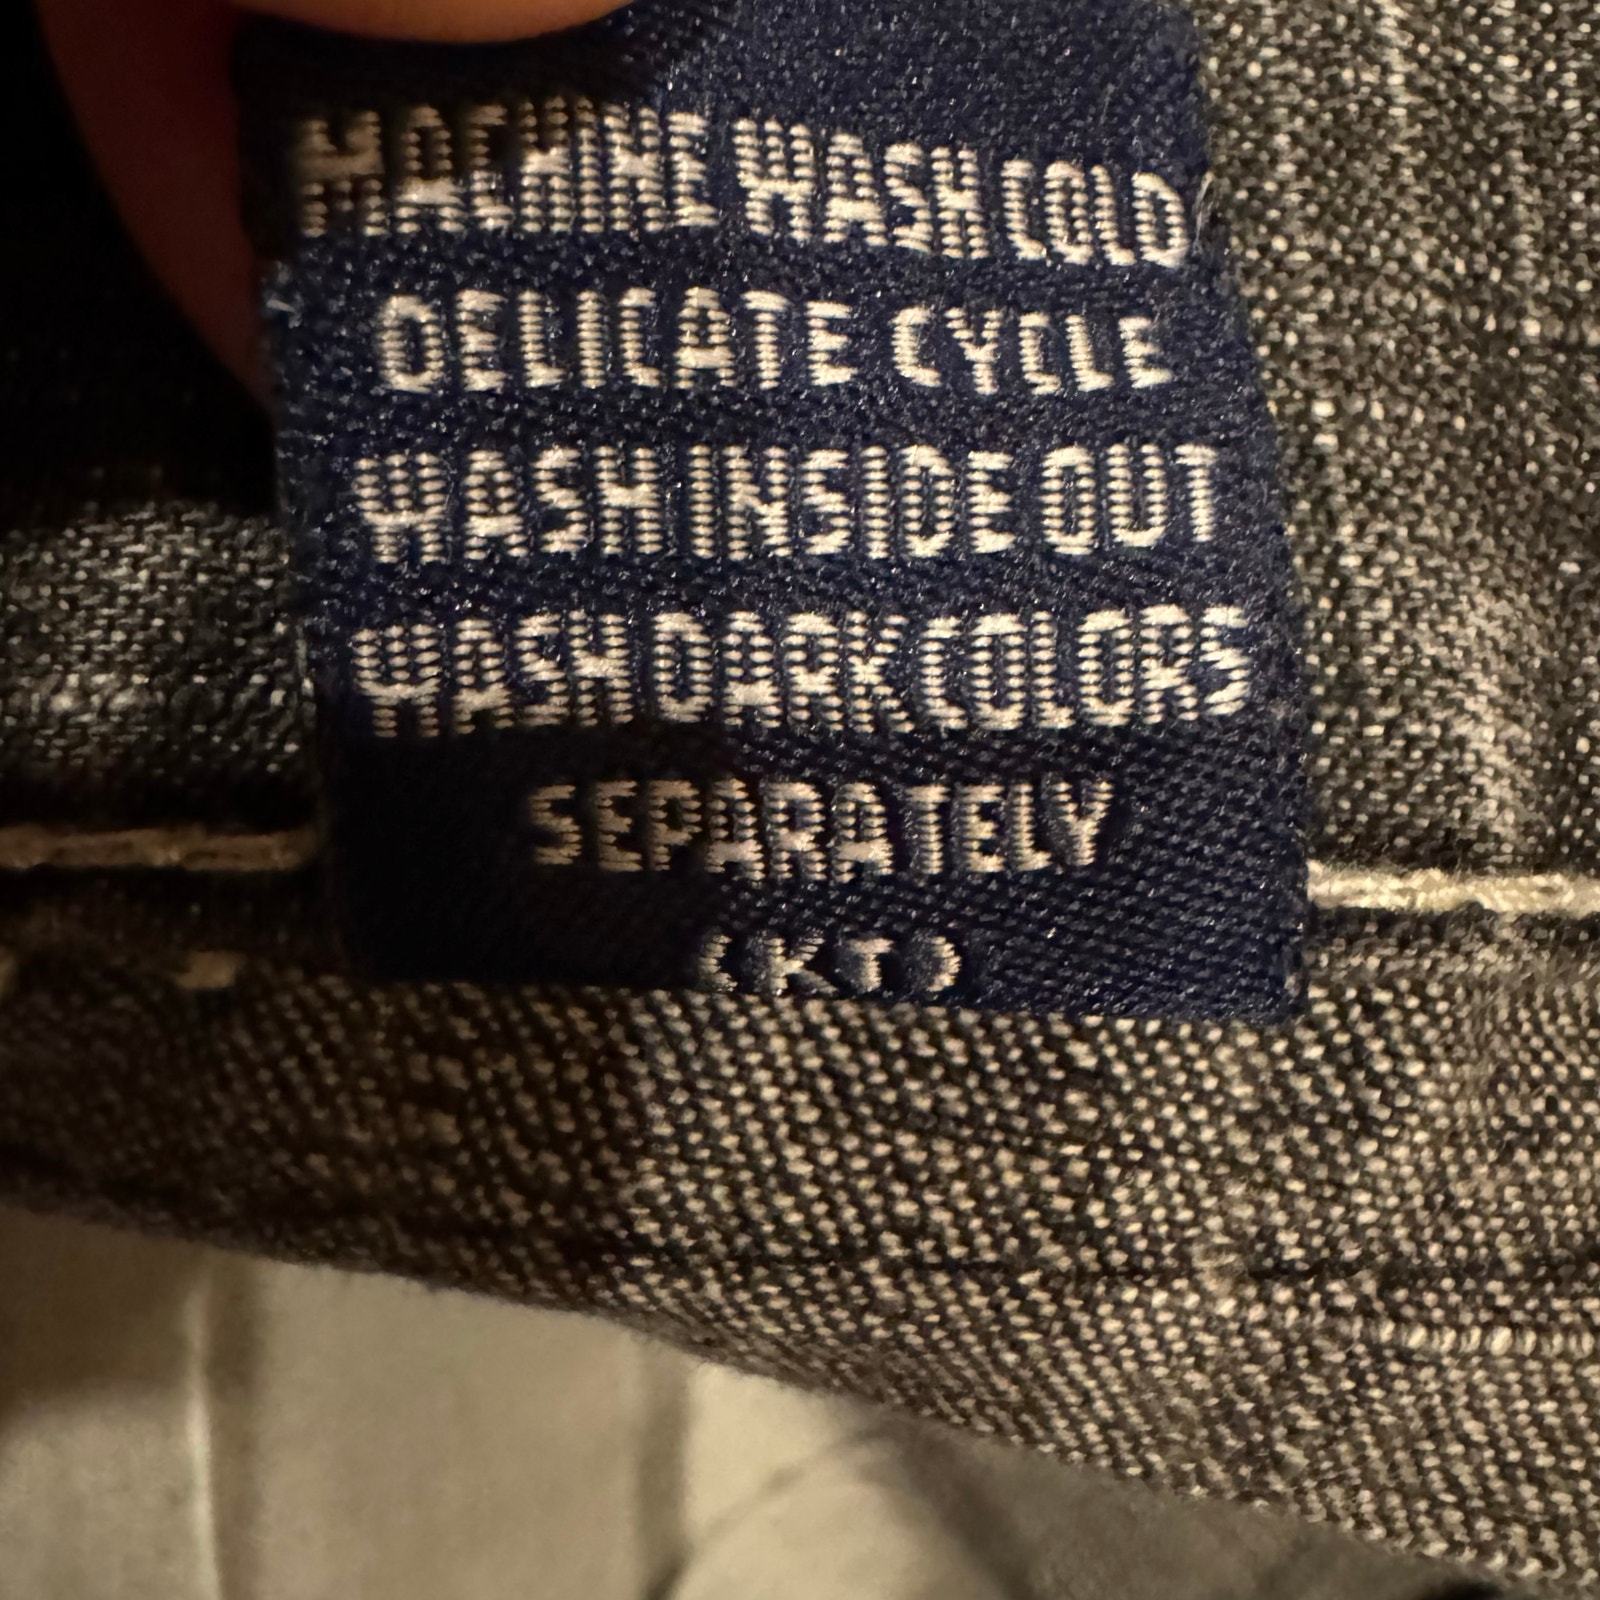 MACHINE WASH COLD
DELICATE CYCLE
WASH INSIDE OUT
WASH DARK COLORS
SEPARATELY
(KT)